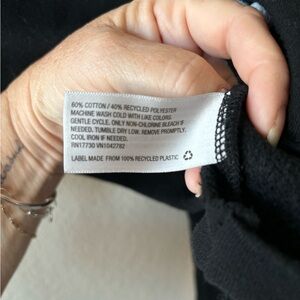 60% COTTON / 40% RECYCLED POLYESTER
MACHINE WASH COLD WITH LIKE COLORS.
GENTLE CYCLE. ONLY NON-CHLORINE BLEACH IF
NEEDED. TUMBLE DRY LOW. REMOVE PROMPTLY.
COOL IRON IF NEEDED.
RN17730 VN1042782
LABEL MADE FROM 100% RECYCLED PLASTIC